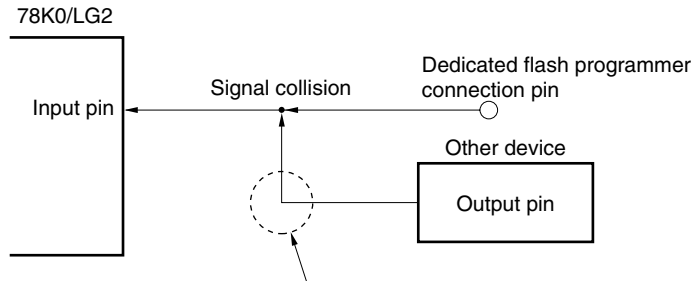 78K0/LG2
Input pin
Signal collision
Dedicated flash programmer
connection pin
Other device
Output pin